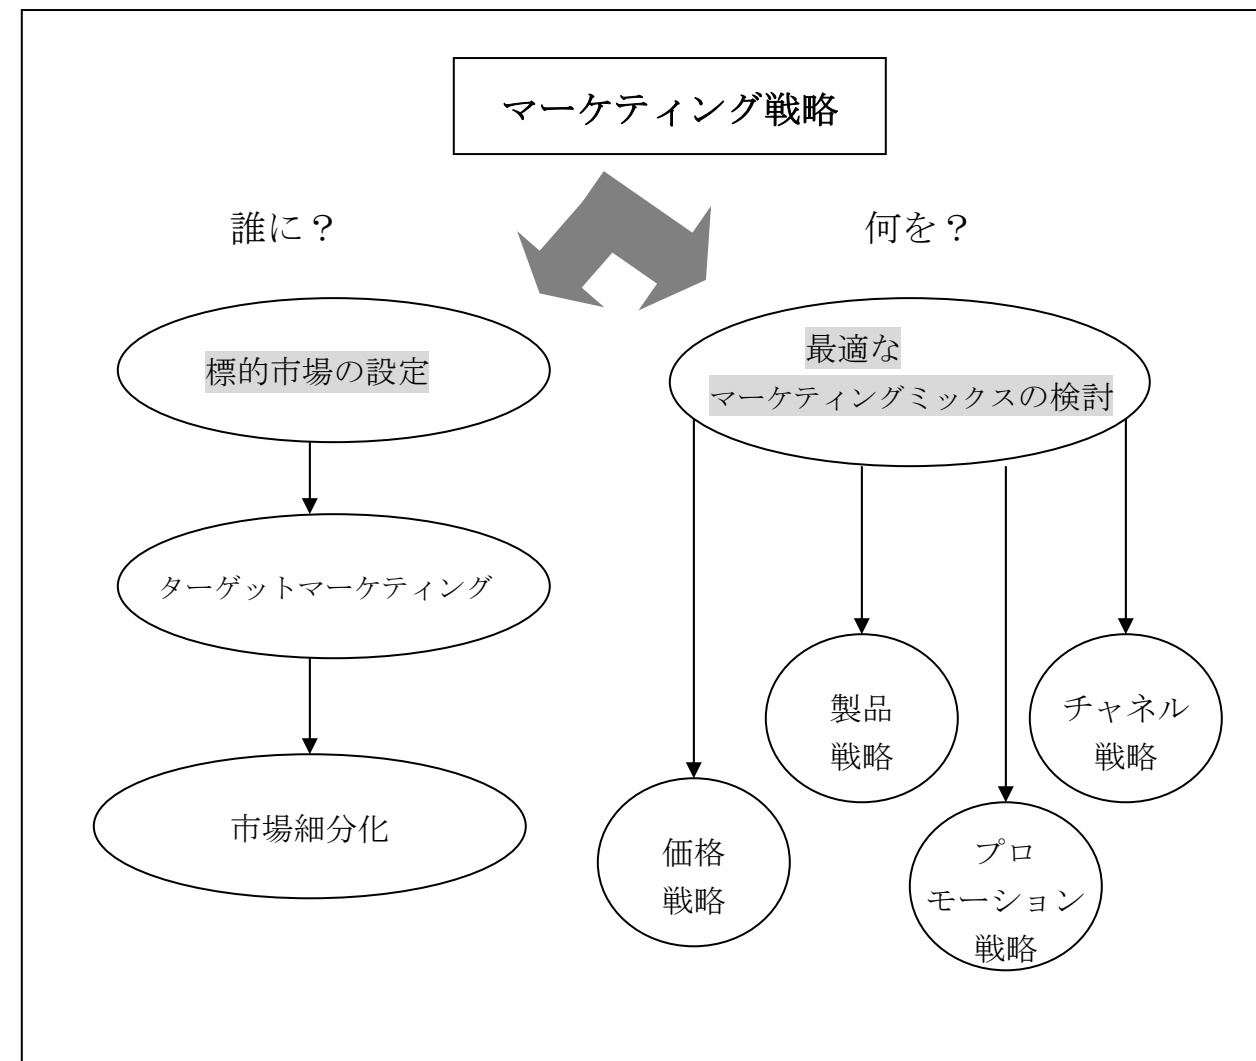 マーケティング戦略
誰に？
何を？
標的市場の設定
最適な
マーケティングミックスの検討
ターゲットマーケティング
市場細分化
価格
戦略
製品
戦略
プロ
モーション
戦略
チャネル
戦略